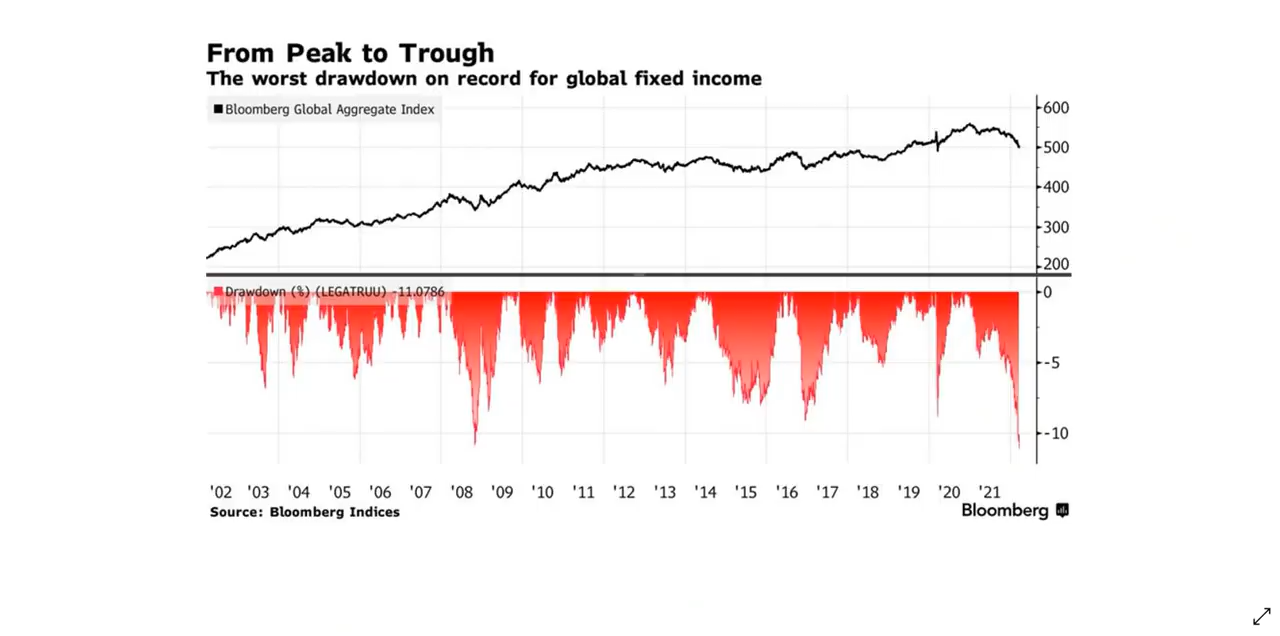 From Peak to Trough
The worst drawdown on record for global fixed income
Bloomberg Global Aggregate Index
600
500
400
300
200
Drawdown (%) (LEGATRUU) -11.0786
0
-5
-10
'02 '03 '04 '05 '06 '07 '08 '09 '10 '11 '12 '13 '14 '15 '16 '17 '18 '19 '20 '21
Source: Bloomberg Indices
Bloomberg